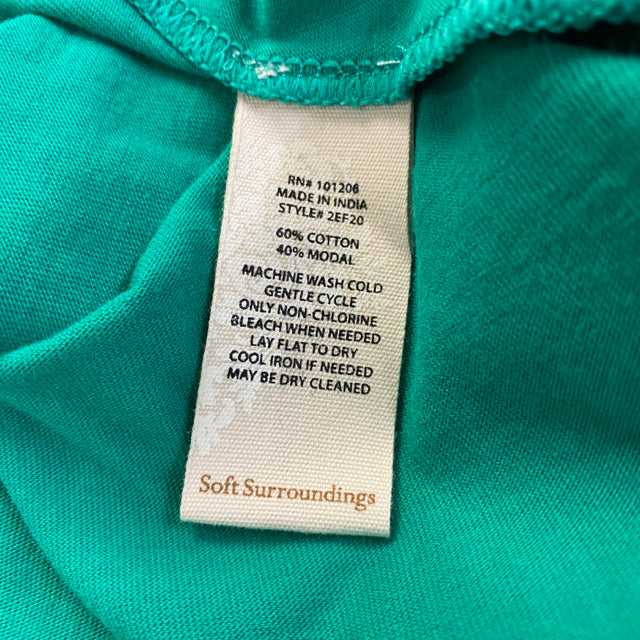 RN# 101206
MADE IN INDIA
STYLE# 2EF20
60% COTTON
40% MODAL
MACHINE WASH COLD
GENTLE CYCLE
ONLY NON-CHLORINE
BLEACH WHEN NEEDED
LAY FLAT TO DRY
COOL IRON IF NEEDED
MAY BE DRY CLEANED
Soft Surroundings